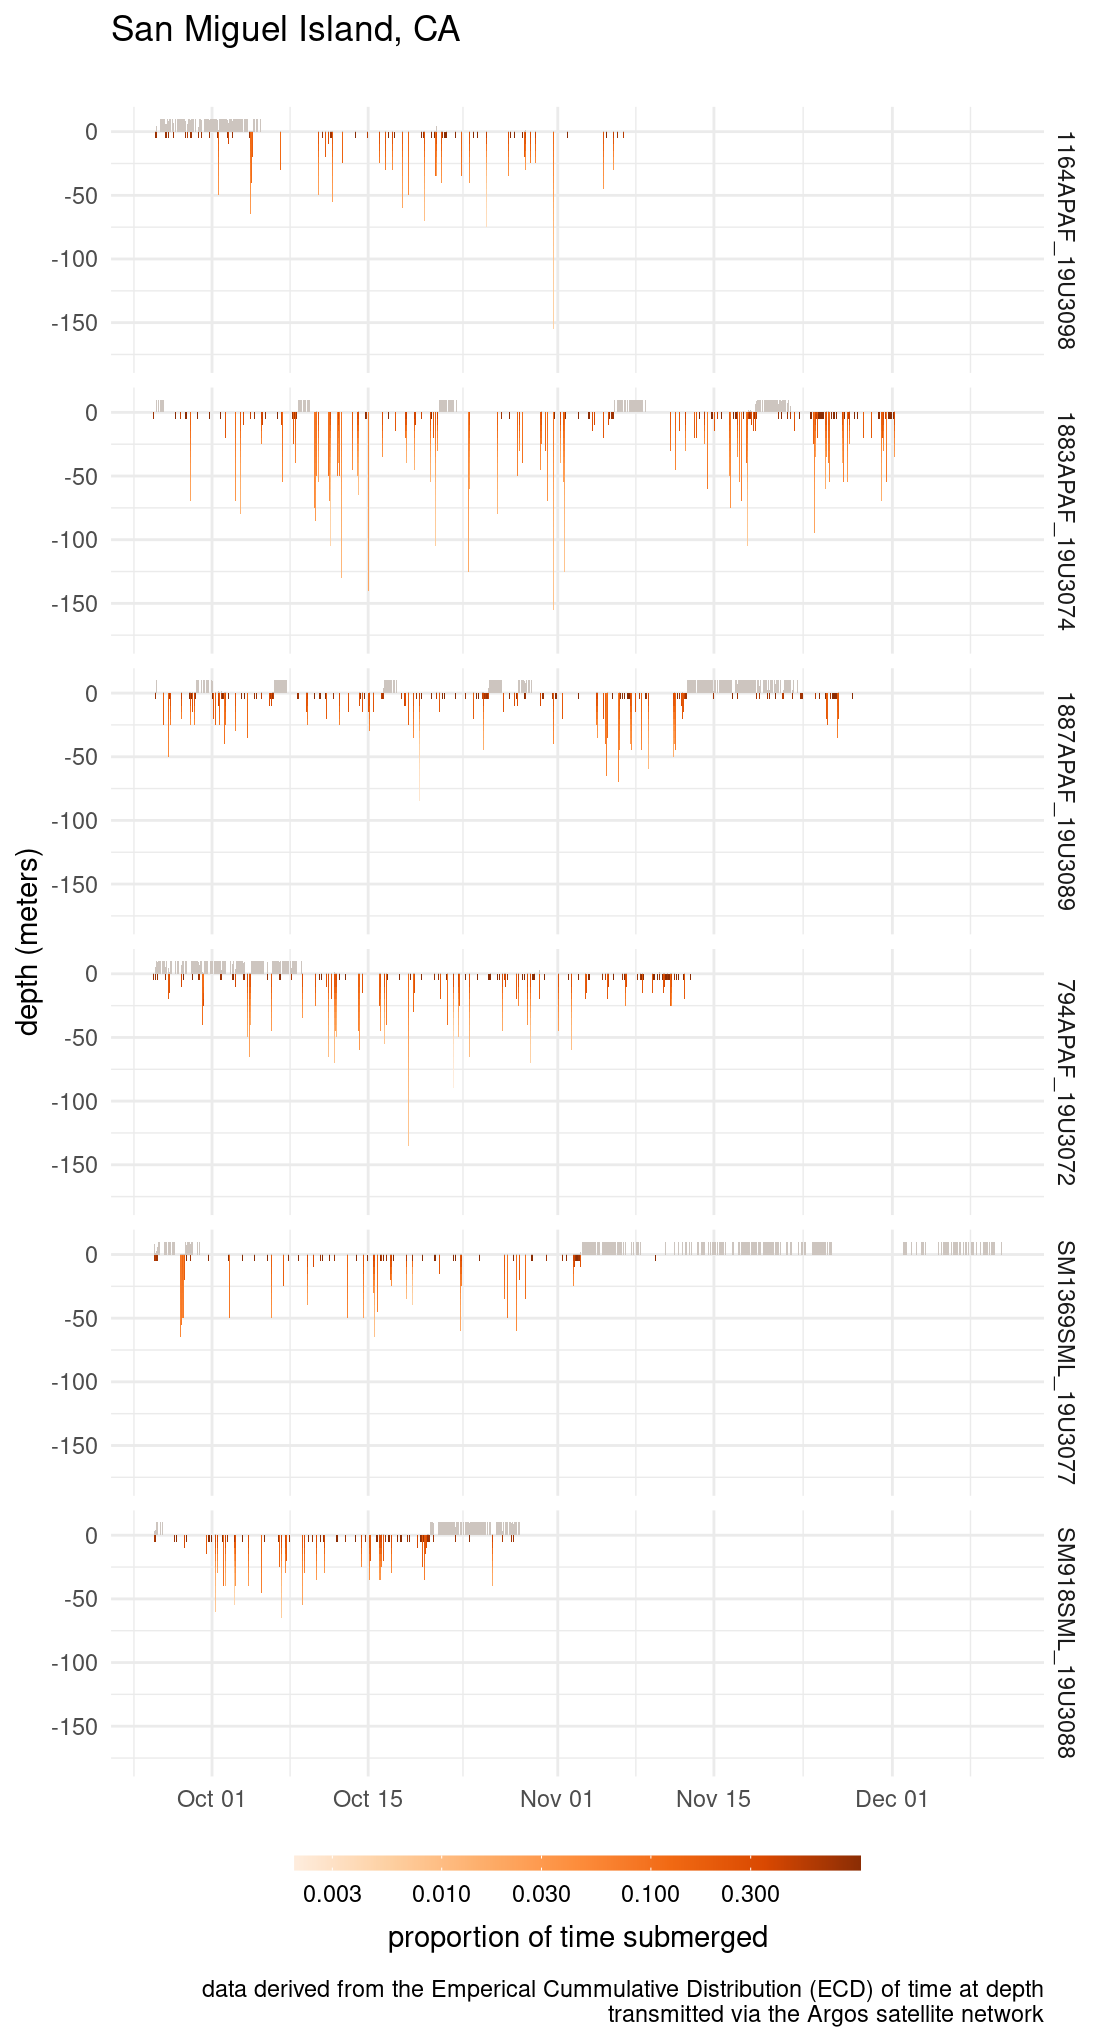 San Miguel Island, CA
0
-50
-100
-150
1164APAF_19U3098
0
-50
-100
-150
1883APAF_19U3074
0
-50
-100
-150
1887APAF_19U3089
depth (meters)
0
-50
-100
-150
794APAF_19U3072
0
-50
-100
-150
SM1369SML_19U3077
0
-50
-100
-150
SM918SML_19U3088
Oct 01 Oct 15 Nov 01 Nov 15 Dec 01
0.003 0.010 0.030 0.100 0.300
proportion of time submerged
data derived from the Emperical Cummulative Distribution (ECD) of time at depth
transmitted via the Argos satellite network